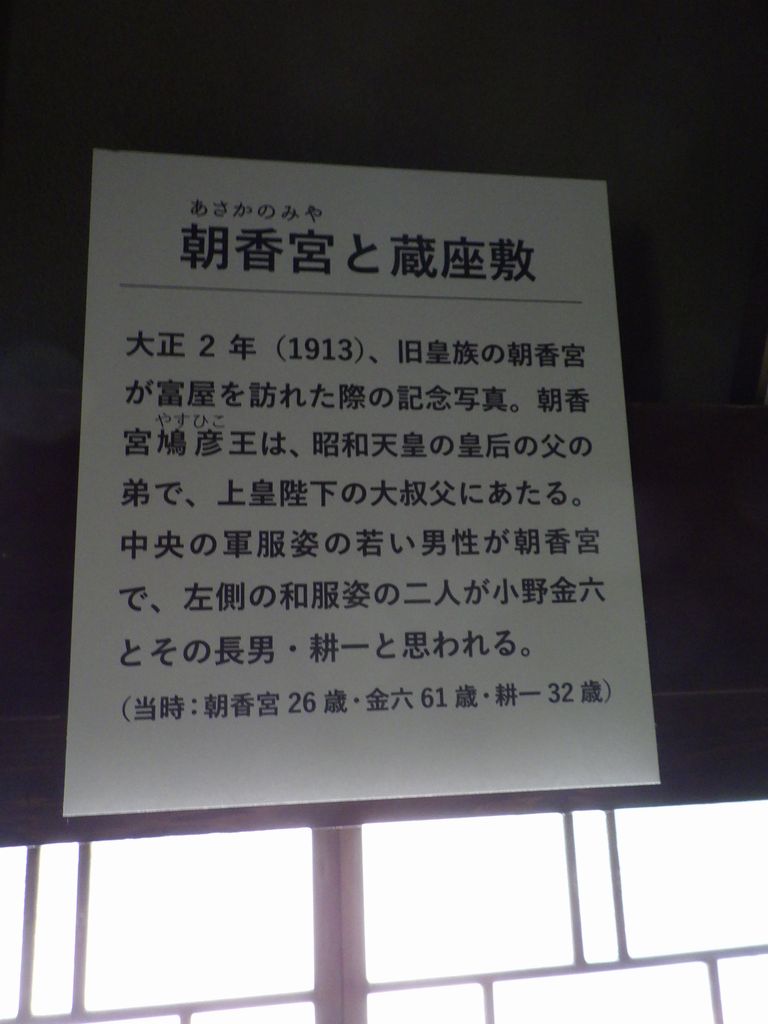 あさかのみや
朝香宮と蔵座敷
大正 2 年（1913）、旧皇族の朝香宮
が富屋を訪れた際の記念写真。朝香
やすひこ
宮鳩彦王は、昭和天皇の皇后の父の
弟で、上皇陛下の大叔父にあたる。
中央の軍服姿の若い男性が朝香宮
で、左側の和服姿の二人が小野金六
とその長男・耕一と思われる。
（当時：朝香宮 26 歳・金六 61 歳・耕一 32 歳）